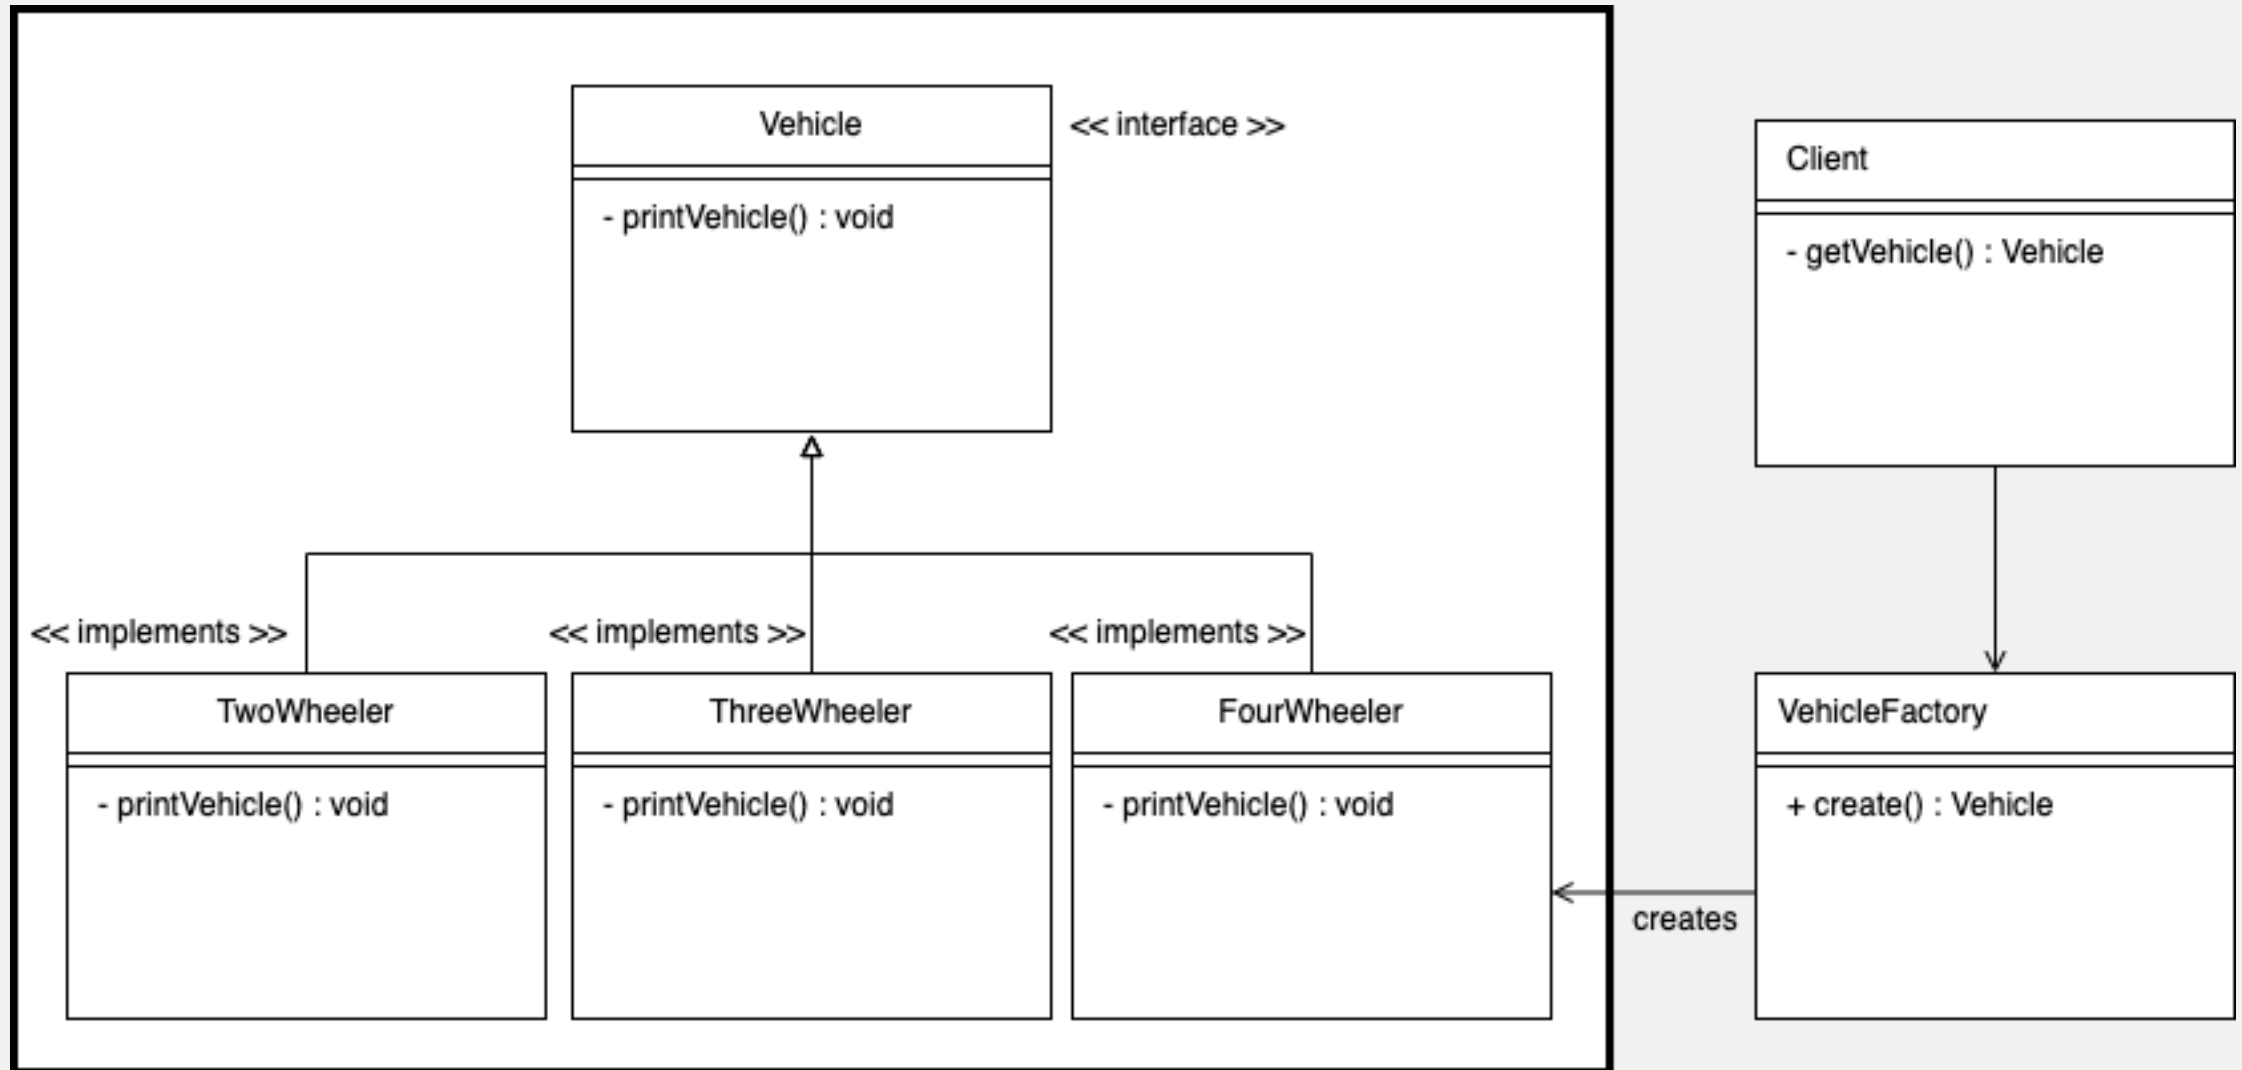 Vehicle
<< interface >>
- printVehicle() : void
Client
- getVehicle() : Vehicle
<< implements >>
<< implements >>
<< implements >>
TwoWheeler
- printVehicle() : void
ThreeWheeler
- printVehicle() : void
FourWheeler
- printVehicle() : void
VehicleFactory
+ create() : Vehicle
creates